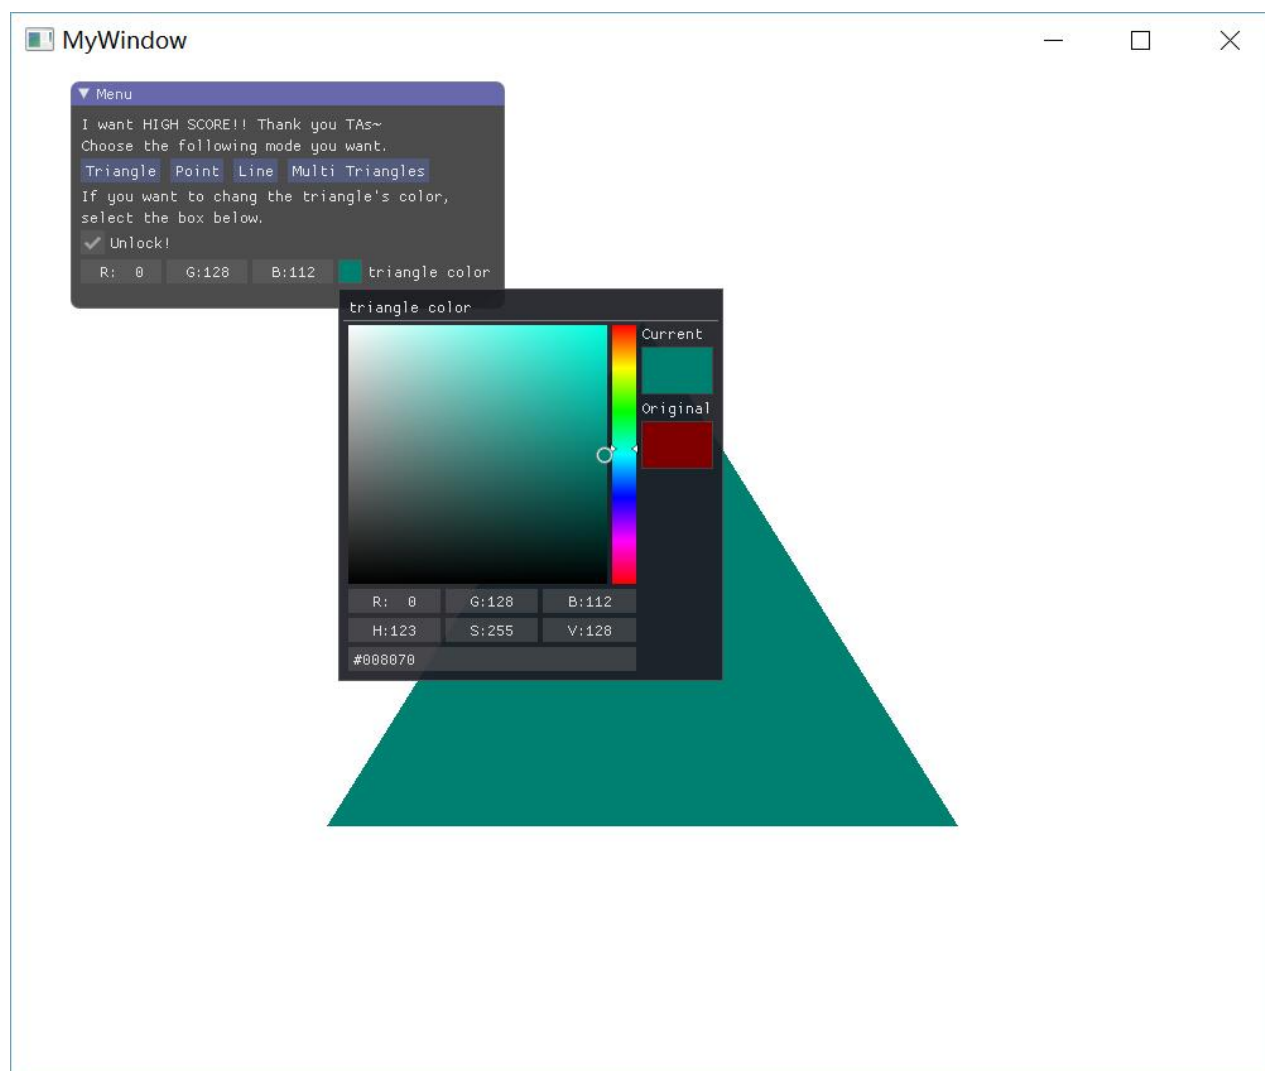 MyWindow
Menu
I want HIGH SCORE!! Thank you TAs~
Choose the following mode you want.
Triangle Point Line Multi Triangles
If you want to chang the triangle's color,
select the box below.
Unlock!
R: 0 G:128 B:112 triangle color
triangle color
Current
Original
R: 0 G:128 B:112
H:123 S:255 V:128
#008070